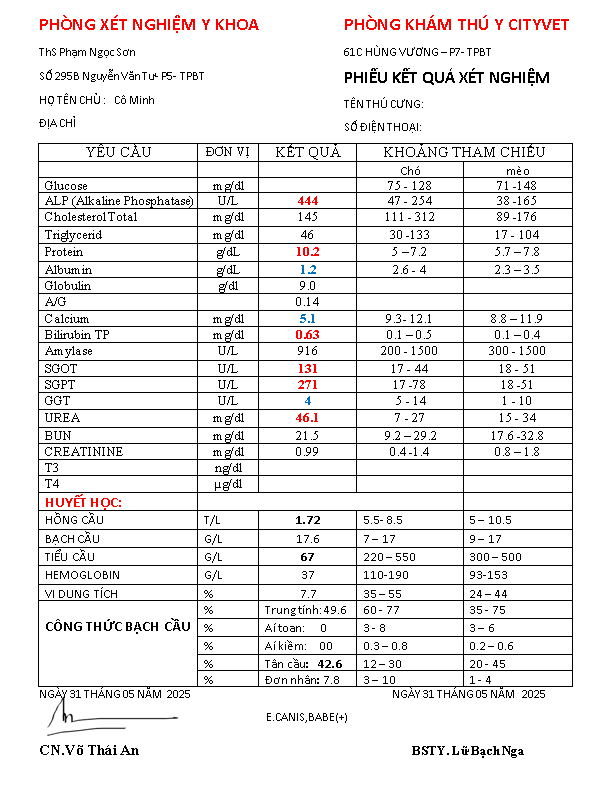 PHÒNG XÉT NGHIỆM Y KHOA PHÒNG KHÁM THÚ Y CITYVET
ThS Phạm Ngọc Sơn 61C HÙNG VƯƠNG – P7- TPBT
SỐ 295B Nguyễn Văn Tư- P5- TPBT PHIẾU KẾT QUẢ XÉT NGHIỆM
HỌ TÊN CHỦ : Cô Minh TÊN THÚ CƯNG:
ĐỊA CHỈ SỐ ĐIỆN THOẠI:
YÊU CẦU ĐƠN VỊ KẾT QUẢ KHOẢNG THAM CHIẾU
Chó mèo
Glucose mg/dl 75 - 128 71 -148
ALP (Alkaline Phosphatase) U/L 444 47 - 254 38 -165
Cholesterol Total mg/dl 145 111 - 312 89 -176
Triglycerid mg/dl 46 30 -133 17 - 104
Protein g/dL 10.2 5 –7.2 5.7 – 7.8
Albumin g/dL 1.2 2.6 - 4 2.3 – 3.5
Globulin g/dl 9.0
A/G 0.14
Calcium mg/dl 5.1 9.3- 12.1 8.8 – 11.9
Bilirubin TP mg/dl 0.63 0.1 – 0.5 0.1 – 0.4
Amylase U/L 916 200 - 1500 300 - 1500
SGOT U/L 131 17 - 44 18 - 51
SGPT U/L 271 17 -78 18 -51
GGT U/L 4 5 - 14 1 - 10
UREA mg/dl 46.1 7 - 27 15 - 34
BUN mg/dl 21.5 9.2 – 29.2 17.6 -32.8
CREATININE mg/dl 0.99 0.4 -1.4 0.8 – 1.8
T3 ng/dl
T4 µg/dl
HUYẾT HỌC:
HỒNG CẦU T/L 1.72 5.5- 8.5 5 – 10.5
BẠCH CẦU G/L 17.6 7 – 17 9 – 17
TIỂU CẦU G/L 67 220 – 550 300 – 500
HEMOGLOBIN G/L 37 110-190 93-153
VI DUNG TÍCH % 7.7 35 – 55 24 – 44
CÔNG THỨC BẠCH CẦU % Trung tính: 49.6 60 - 77 35 - 75
% Ái toan: 0 3 - 8 3 – 6
% Ái kiềm: 00 0.3 – 0.8 0.2 – 0.6
% Tân cầu: 42.6 12 – 30 20 - 45
% Đơn nhân: 7.8 3 – 10 1 - 4
NGÀY 31 THÁNG 05 NĂM 2025 NGÀY 31 THÁNG 05 NĂM 2025
E.CANIS,BABE(+)
CN.Võ Thái An BSTY. Lữ Bạch Nga